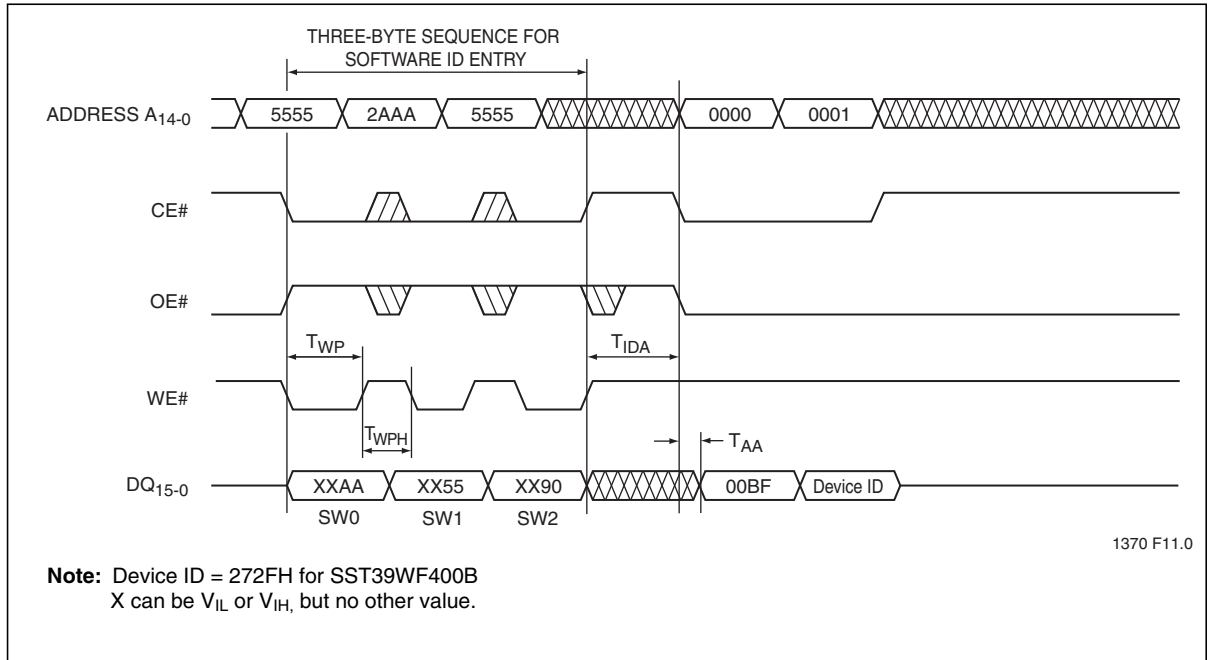 THREE-BYTE SEQUENCE FOR
SOFTWARE ID ENTRY
ADDRESS A14-0
5555 2AAA 5555 0000 0001
CE#
OE#
TWP TIDA
WE#
TWPH TAA
DQ15-0 XXAA XX55 XX90 00BF Device ID
SW0 SW1 SW2
1370 F11.0
Note: Device ID = 272FH for SST39WF400B
X can be VIL or VIH, but no other value.